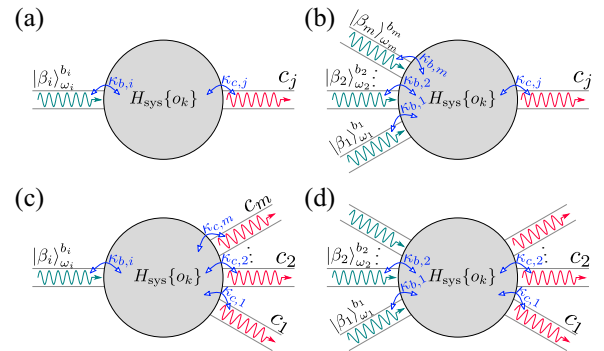 (a)
|β_i⟩^{b_i}_{ω_i}
κ_{b,i}
H_sys{o_k}
κ_{c,j}
c_j
(b)
|β_m⟩^{b_m}_{ω_m}
κ_{b,m}
|β_2⟩^{b_2}_{ω_2}
⋮
κ_{b,2}
|β_1⟩^{b_1}_{ω_1}
κ_{b,1}
H_sys{o_k}
κ_{c,j}
c_j
(c)
|β_i⟩^{b_i}_{ω_i}
κ_{b,i}
H_sys{o_k}
κ_{c,m}
c_m
κ_{c,2}
⋮
c_2
κ_{c,1}
c_1
(d)
|β_2⟩^{b_2}_{ω_2}
⋮
κ_{b,2}
|β_1⟩^{b_1}_{ω_1}
H_sys{o_k}
κ_{c,2}
⋮
c_2
κ_{c,1}
c_1